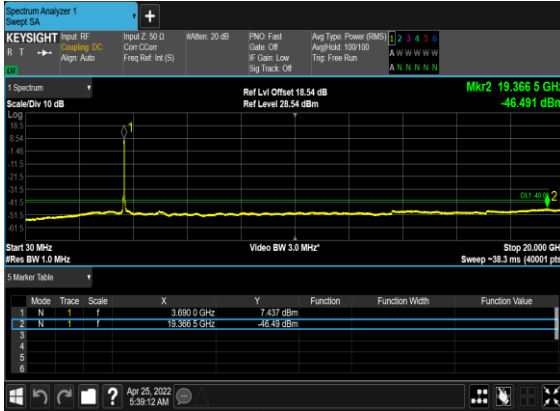 Spectrum Analyzer 1
Swept SA
+
KEYSIGHT Input: RF Input Z: 50 Ω #Atten: 20 dB PNO: Fast Avg Type: Power (RMS) 1 2 3 4 5 6
R T Coupling: DC Corr CCorr Gate: Off Avg|Hold: 100/100 A W W W W W
Align: Auto Freq Ref: Int (S) IF Gain: Low Trig: Free Run
Sig Track: Off A N N N N N
1 Spectrum Ref Lvl Offset 18.54 dB Mkr2 19.366 5 GHz
Scale/Div 10 dB Ref Level 28.54 dBm -46.491 dBm
Log
18.5
8.54
-1.46
-11.5
-21.5
-31.5
-41.5
-51.5
-61.5
1
2
Start 30 MHz Video BW 3.0 MHz* Stop 20.000 GH
#Res BW 1.0 MHz Sweep ~38.3 ms (40001 pts
5 Marker Table
Mode Trace Scale X Y Function Function Width Function Value
1 N 1 f 3.690 0 GHz 7.437 dBm
2 N 1 f 19.366 5 GHz -46.49 dBm
3
4
5
6
? Apr 25, 2022
5:39:12 AM